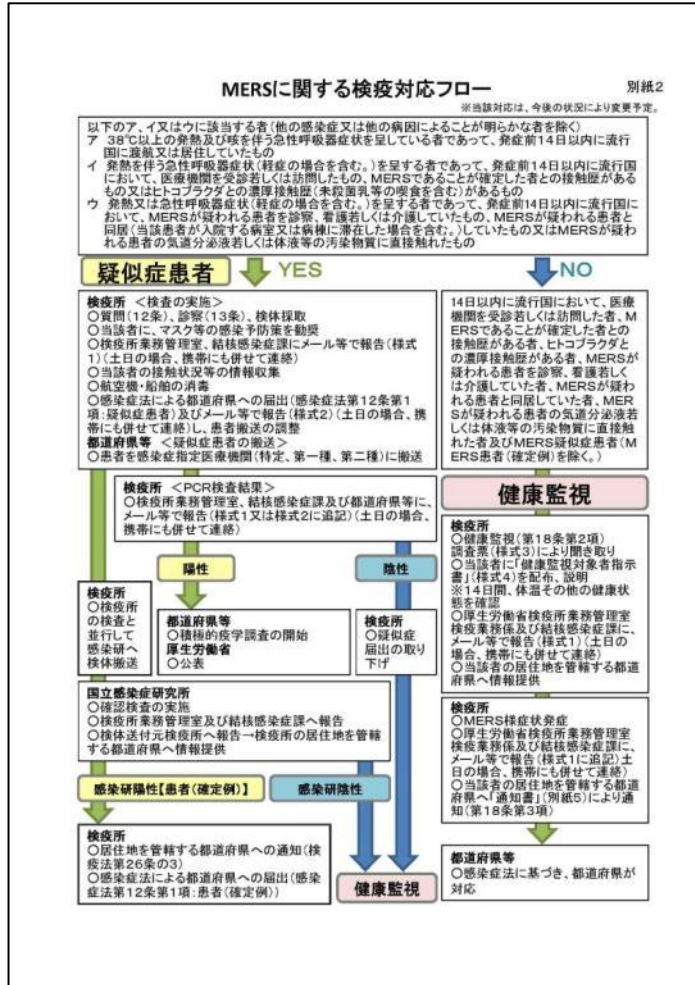 MERSに関する検疫対応フロー
別紙2
※当該対応は、今後の状況により変更予定。
以下のア、イ又はウに該当する者(他の感染症又は他の病因によることが明らかな者を除く)
ア 38℃以上の発熱及び咳を伴う急性呼吸器症状を呈している者であって、発症前14日以内に流行
国に渡航又は居住していたもの
イ 発熱を伴う急性呼吸器症状(軽症の場合を含む。)を呈する者であって、発症前14日以内に流行国
において、医療機関を受診若しくは訪問したもの、MERSであることが確定した者との接触歴がある
もの又はヒトコブラクダとの濃厚接触歴(未殺菌乳等の喫食を含む)があるもの
ウ 発熱又は急性呼吸器症状(軽症の場合を含む。)を呈する者であって、発症前14日以内に流行国に
おいて、MERSが疑われる患者を診察、看護若しくは介護していたもの、MERSが疑われる患者と
同居(当該患者が入院する病室又は病棟に滞在した場合を含む。)していたもの又はMERSが疑
われる患者の気道分泌液若しくは体液等の汚染物質に直接触れたもの
疑似症患者
YES
NO
検疫所 <検査の実施>
○質問(12条)、診察(13条)、検体採取
○当該者に、マスク等の感染予防策を勧奨
○検疫所業務管理室、結核感染症課にメール等で報告(様式
1)(土日の場合、携帯にも併せて連絡)
○当該者の接触状況等の情報収集
○航空機・船舶の消毒
○感染症法による都道府県への届出(感染症法第12条第1
項:疑似症患者)及びメール等で報告(様式2)(土日の場合、携
帯にも併せて連絡)し、患者搬送の調整
都道府県等 <疑似症患者の搬送>
○患者を感染症指定医療機関(特定、第一種、第二種)に搬送
14日以内に流行国において、医療
機関を受診若しくは訪問した者、M
ERSであることが確定した者との
接触歴がある者、ヒトコブラクダと
の濃厚接触歴がある者、MERSが
疑われる患者を診察、看護若しく
は介護していた者、MERSが疑わ
れる患者と同居していた者、MER
Sが疑われる患者の気道分泌液若
しくは体液等の汚染物質に直接触
れた者及びMERS疑似症患者(M
ERS患者(確定例)を除く。)
検疫所 <PCR検査結果>
○検疫所業務管理室、結核感染症課及び都道府県等に、
メール等で報告(様式1又は様式2に追記)(土日の場合、
携帯にも併せて連絡)
陽性
陰性
検疫所
○検疫所
の検査と
並行して
感染研へ
検体搬送
都道府県等
○積極的疫学調査の開始
厚生労働省
○公表
検疫所
○疑似症
届出の取り
下げ
国立感染症研究所
○確認検査の実施
○検疫所業務管理室及び結核感染症課へ報告
○検体送付元検疫所へ報告→検疫所の居住地を管轄
する都道府県へ情報提供
感染研陽性【患者(確定例)】
感染研陰性
検疫所
○居住地を管轄する都道府県への通知(検
疫法第26条の3)
○感染症法による都道府県への届出(感染
症法第12条第1項:患者(確定例))
健康監視
健康監視
検疫所
○健康監視(第18条第2項)
調査票(様式3)により聞き取り
○当該者に「健康監視対象者指示
書」(様式4)を配布、説明
※14日間、体温その他の健康状
態を確認
○厚生労働省検疫所業務管理室
検疫業務係及び結核感染症課に、
メール等で報告(様式1)(土日の場
合、携帯にも併せて連絡)
○当該者の居住地を管轄する都道
府県へ情報提供
検疫所
○MERS様症状発症
○厚生労働省検疫所業務管理室
検疫業務係及び結核感染症課に、
メール等で報告(様式1に追記)土
日の場合、携帯にも併せて連絡)
○当該者の居住地を管轄する都道
府県へ「通知書」(別紙5)により通
知(第18条第3項)
都道府県等
○感染症法に基づき、都道府県が
対応